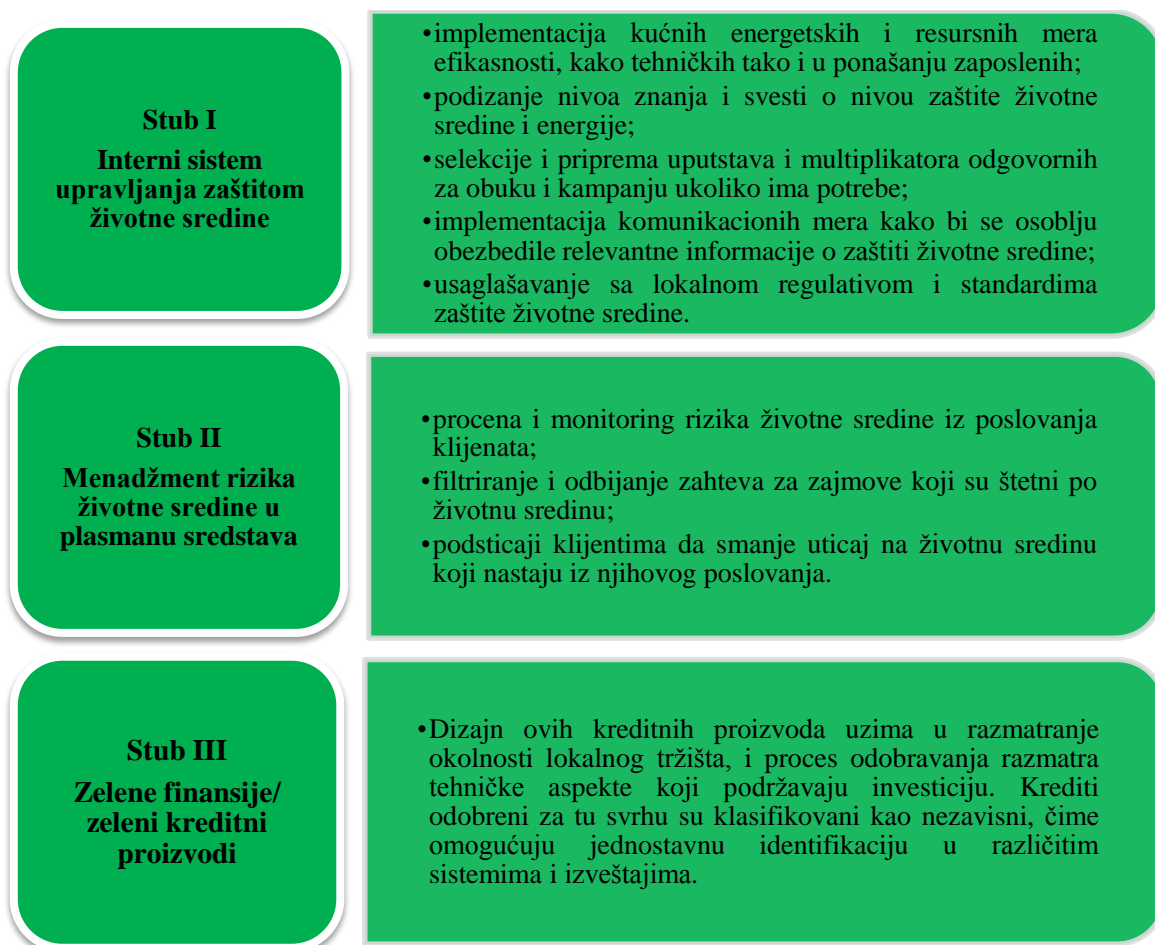 Stub I
Interni sistem
upravljanja zaštitom
životne sredine
•implementacija kućnih energetskih i resursnih mera
efikasnosti, kako tehničkih tako i u ponašanju zaposlenih;
•podizanje nivoa znanja i svesti o nivou zaštite životne
sredine i energije;
•selekcije i priprema uputstava i multiplikatora odgovornih
za obuku i kampanju ukoliko ima potrebe;
•implementacija komunikacionih mera kako bi se osoblju
obezbedile relevantne informacije o zaštiti životne sredine;
•usaglašavanje sa lokalnom regulativom i standardima
zaštite životne sredine.
Stub II
Menadžment rizika
životne sredine u
plasmanu sredstava
•procena i monitoring rizika životne sredine iz poslovanja
klijenata;
•filtriranje i odbijanje zahteva za zajmove koji su štetni po
životnu sredinu;
•podsticaji klijentima da smanje uticaj na životnu sredinu
koji nastaju iz njihovog poslovanja.
Stub III
Zelene finansije/
zeleni kreditni
proizvodi
•Dizajn ovih kreditnih proizvoda uzima u razmatranje
okolnosti lokalnog tržišta, i proces odobravanja razmatra
tehničke aspekte koji podržavaju investiciju. Krediti
odobreni za tu svrhu su klasifikovani kao nezavisni, čime
omogućuju jednostavnu identifikaciju u različitim
sistemima i izveštajima.